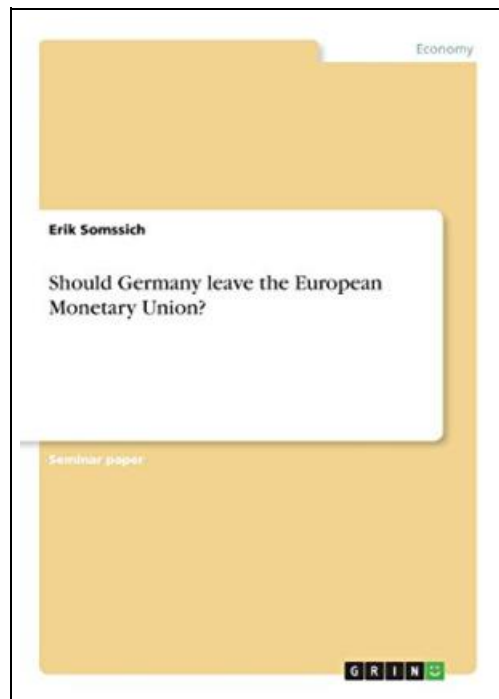 Economy
Erik Somssich
Should Germany leave the European
Monetary Union?
Seminar paper
GRIN